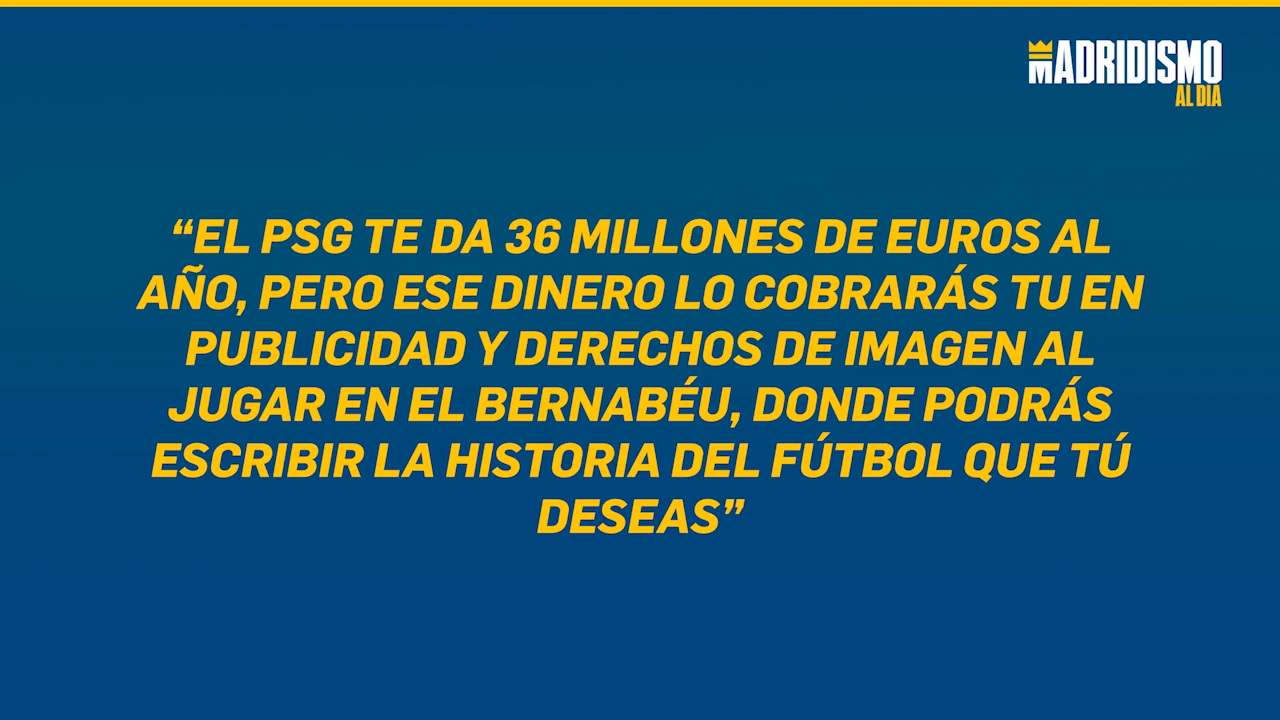 MADRIDISMO
AL DIA
“EL PSG TE DA 36 MILLONES DE EUROS AL
AÑO, PERO ESE DINERO LO COBRARÁS TU EN
PUBLICIDAD Y DERECHOS DE IMAGEN AL
JUGAR EN EL BERNABÉU, DONDE PODRÁS
ESCRIBIR LA HISTORIA DEL FÚTBOL QUE TÚ
DESEAS”